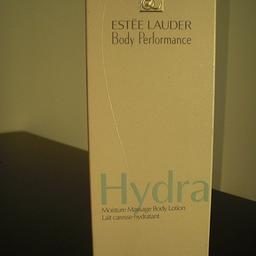 ESTĒE LAUDER
Body Performance
Hydra
Moisture Massage Body Lotion
Lait caresse hydratant